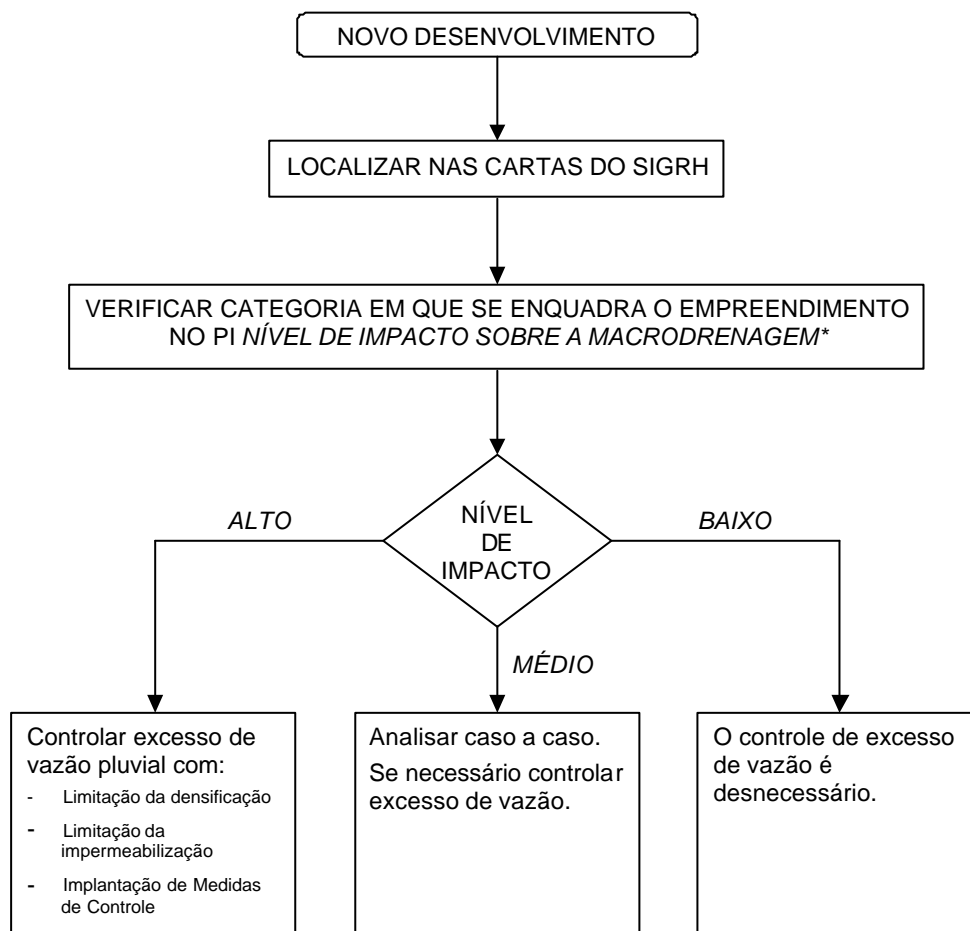 NOVO DESENVOLVIMENTO
LOCALIZAR NAS CARTAS DO SIGRH
VERIFICAR CATEGORIA EM QUE SE ENQUADRA O EMPREENDIMENTO
NO PI NÍVEL DE IMPACTO SOBRE A MACRODRENAGEM*
ALTO
NÍVEL
DE
IMPACTO
BAIXO
MÉDIO
Controlar excesso de
vazão pluvial com:
- Limitação da densificação
- Limitação da
impermeabilização
- Implantação de Medidas
de Controle
Analisar caso a caso.
Se necessário controlar
excesso de vazão.
O controle de excesso
de vazão é
desnecessário.